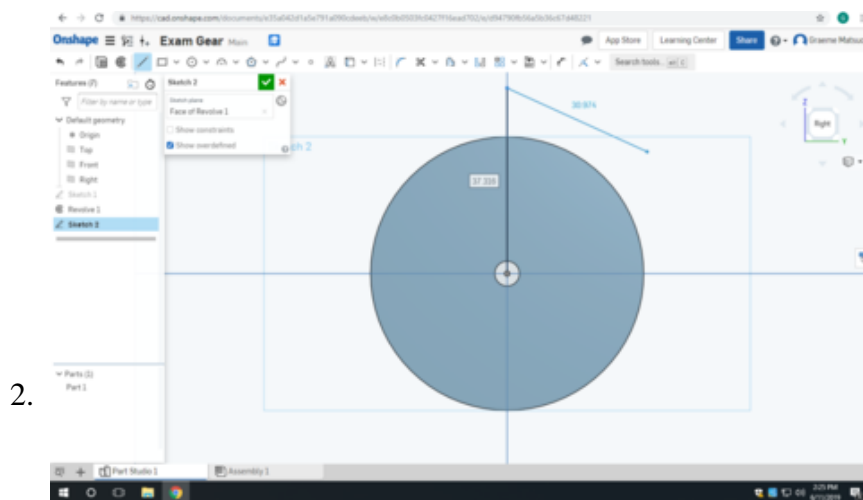 Onshape Exam Gear Main App Store Learning Center Share Graeme
Search tools...
Features (7)
Filter by name or type
Default geometry
Origin
Top
Front
Right
Sketch 1
Revolve 1
Sketch 2
Sketch 2
Sketch plane
Face of Revolve 1
Show constraints
Show overdefined
ch 2
30.974
37.316
Z
Right
Y
2.
Parts (1)
Part 1
Part Studio 1
Assembly 1
2:25 PM